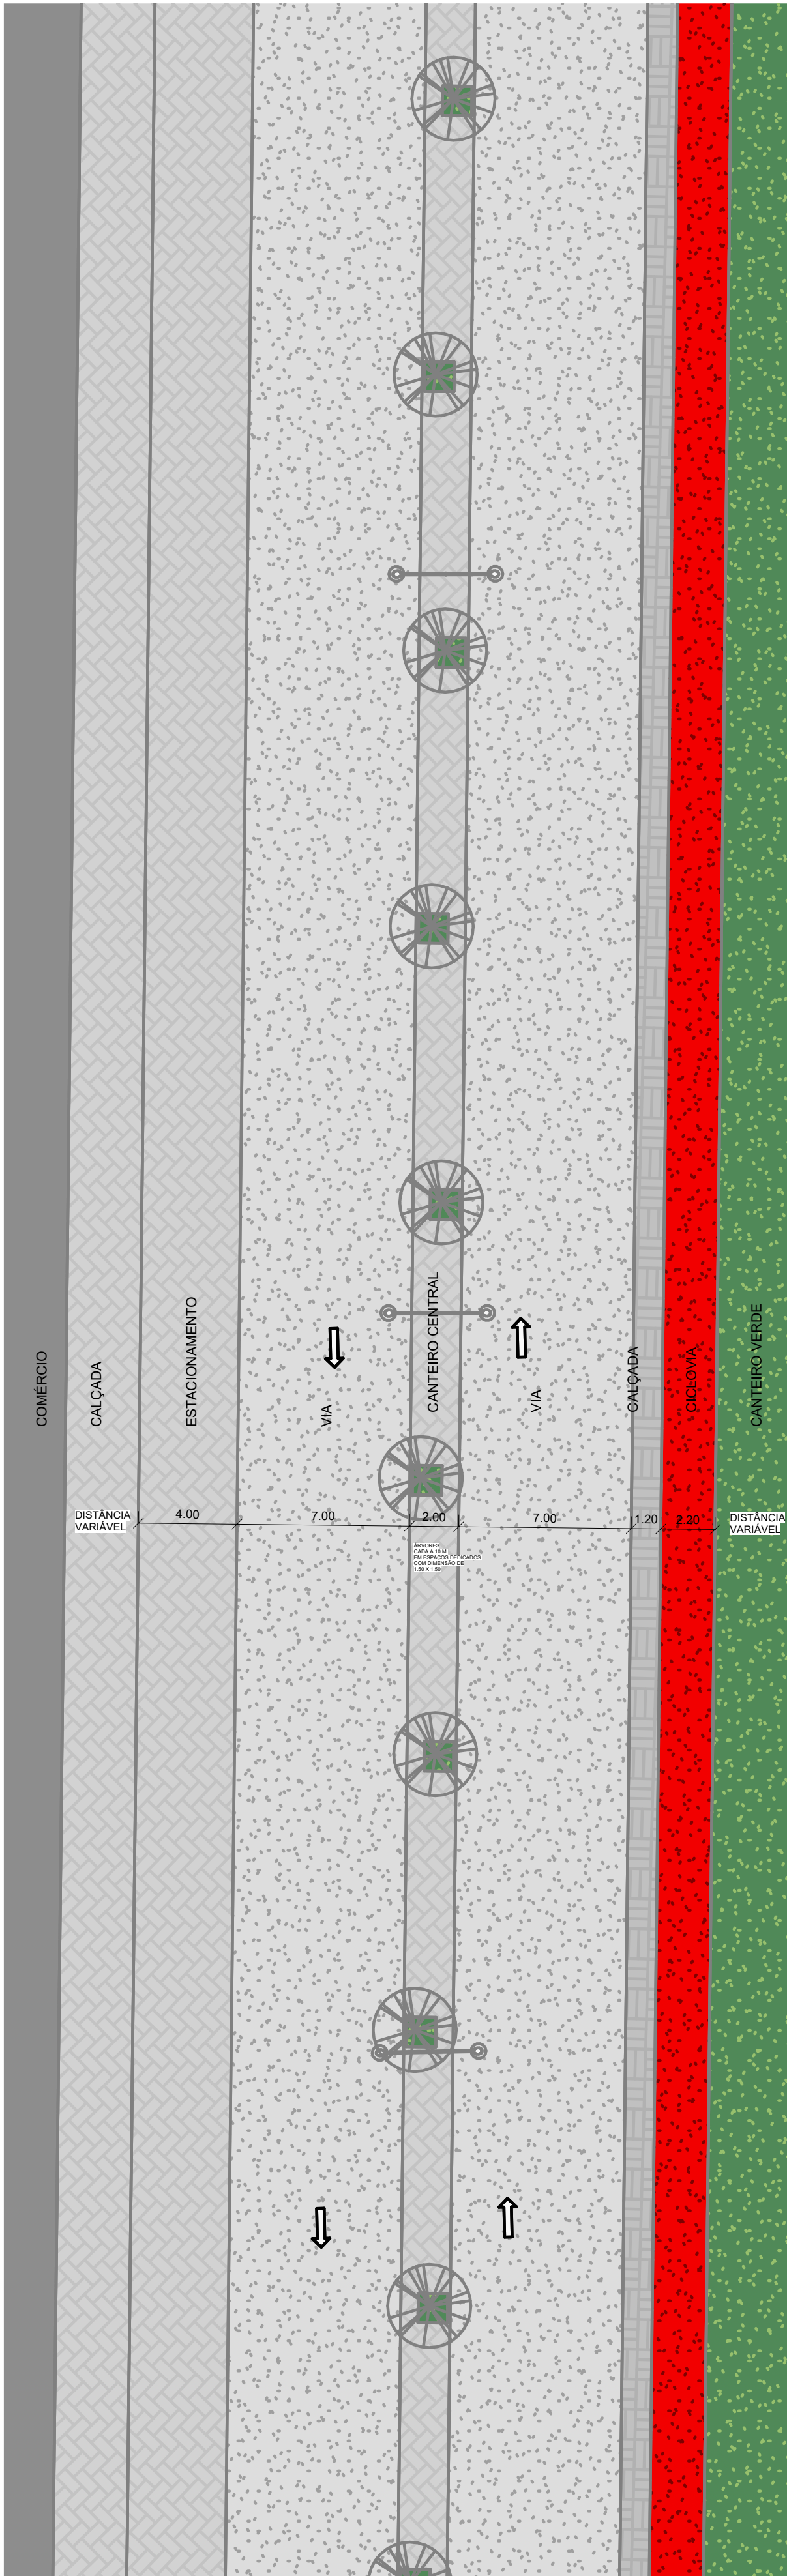 COMÉRCIO
CALÇADA
ESTACIONAMENTO
VIA
CANTEIRO CENTRAL
VIA
CALÇADA
CICLOVIA
CANTEIRO VERDE
DISTÂNCIA
VARIÁVEL
4.00
7.00
2.00
7.00
1.20
2.20
DISTÂNCIA
VARIÁVEL
ÁRVORES
CADA A 10 M.
EM ESPAÇOS DEDICADOS
COM DIMENSÃO DE
1.50 X 1.50.